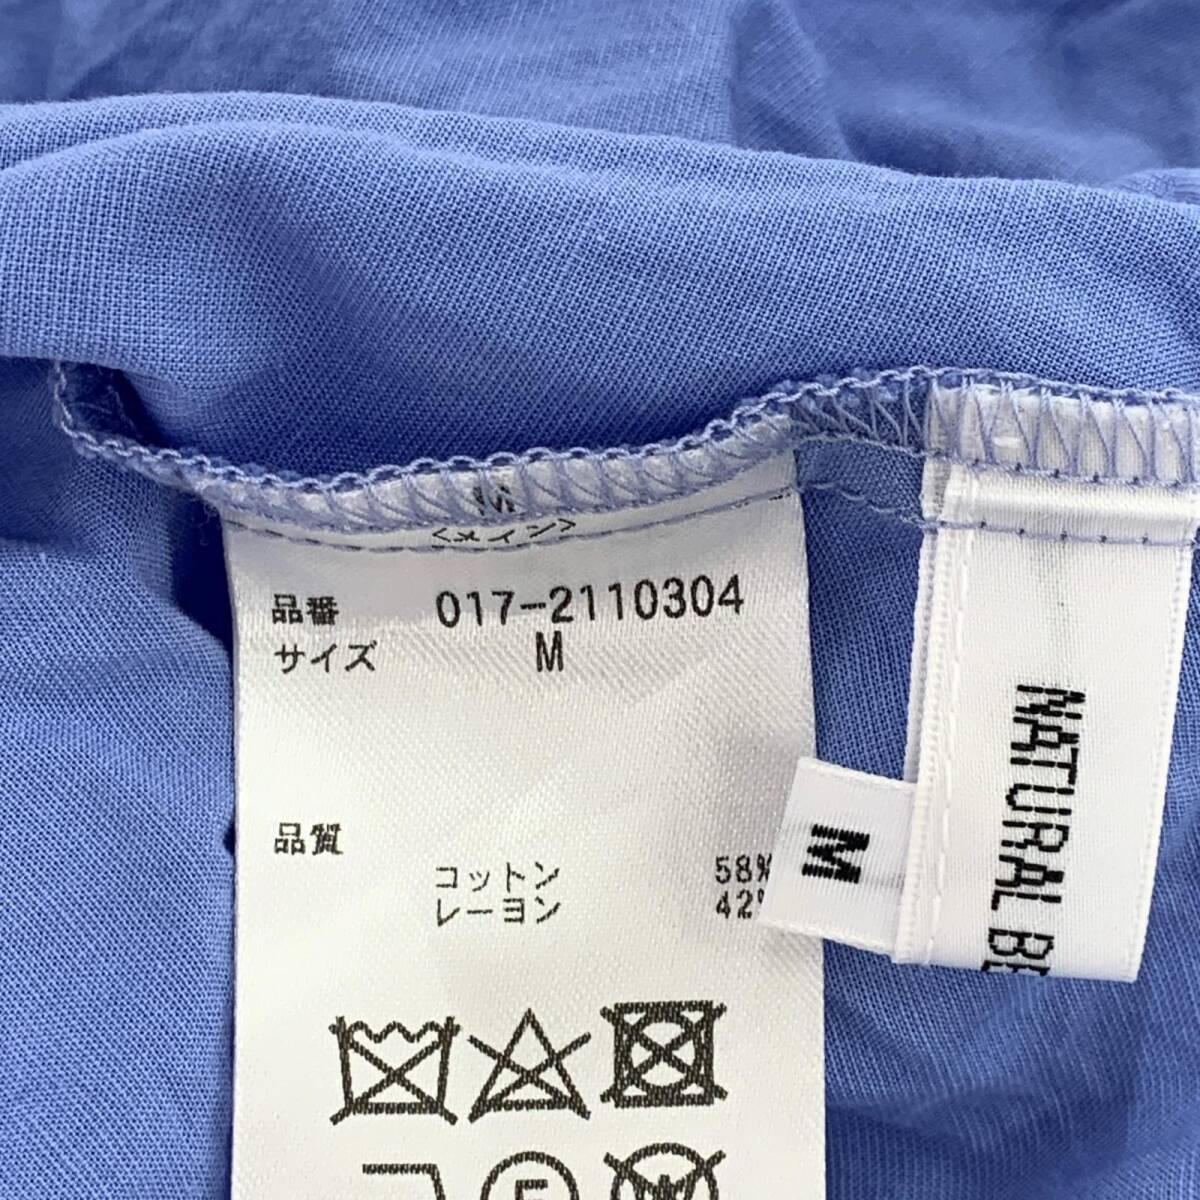 M
<メイン>
品番 017-2110304
サイズ M
品質
コットン 58%
レーヨン 42%
M
NATURAL BE